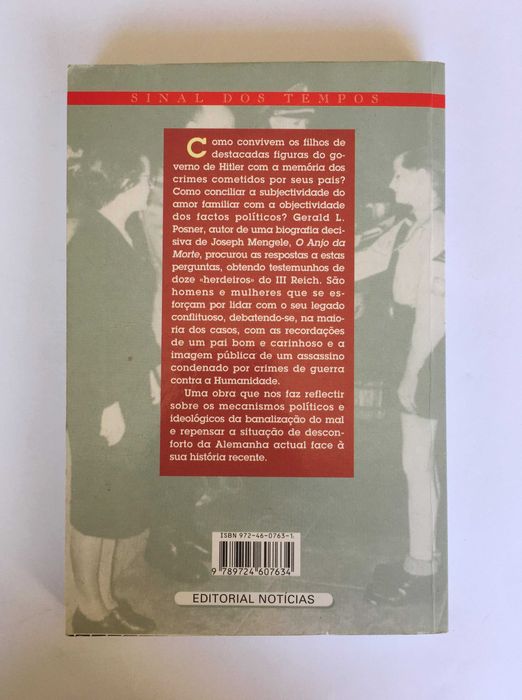 SINAL DOS TEMPOS
Como convivem os filhos de
destacadas figuras do go-
verno de Hitler com a memória dos
crimes cometidos por seus pais?
Como conciliar a subjectividade do
amor familiar com a objectividade
dos factos políticos? Gerald L.
Posner, autor de uma biografia deci-
siva de Joseph Mengele, O Anjo da
Morte, procurou as respostas a estas
perguntas, obtendo testemunhos de
doze «herdeiros» do III Reich. São
homens e mulheres que se es-
forçam por lidar com o seu legado
conflituoso, debatendo-se, na maio-
ria dos casos, com as recordações
de um pai bom e carinhoso e a
imagem pública de um assassino
condenado por crimes de guerra
contra a Humanidade.
Uma obra que nos faz reflectir
sobre os mecanismos políticos e
ideológicos da banalização do mal
e repensar a situação de descon-
forto da Alemanha actual face à
sua história recente.
ISBN 972-46-0763-1
9 789724 607634
EDITORIAL NOTÍCIAS